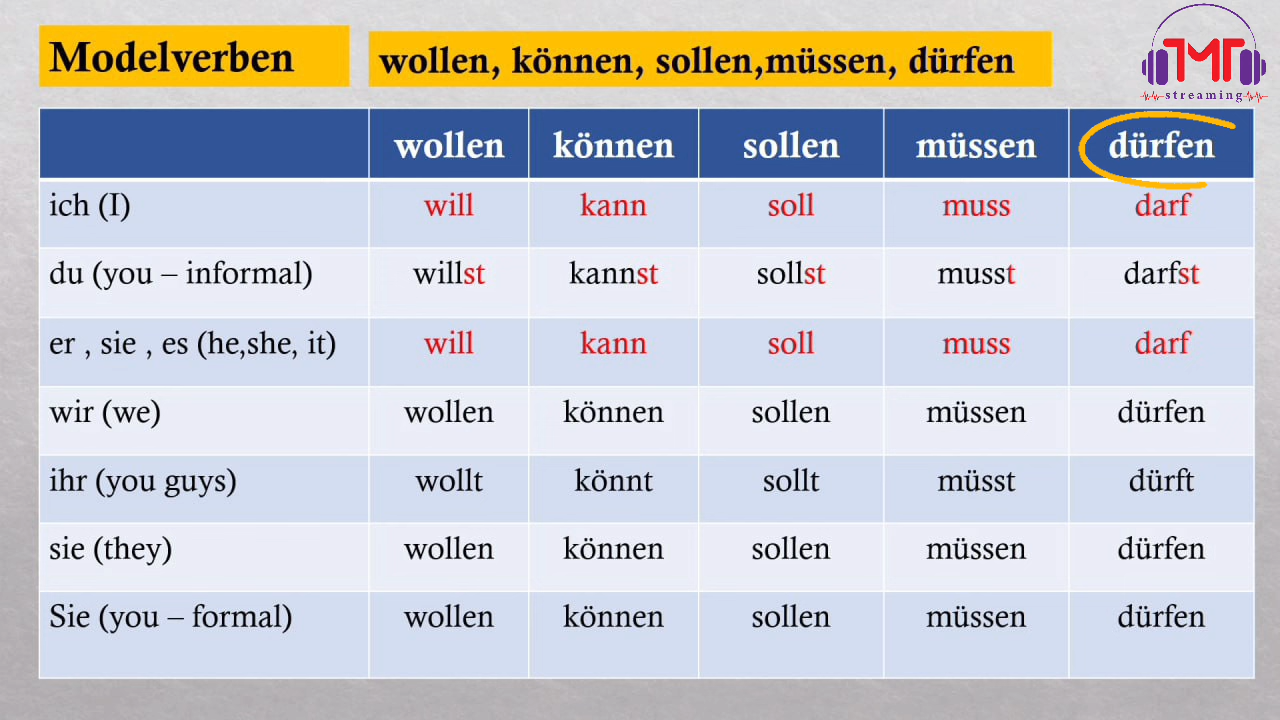 Modelverben
wollen, können, sollen,müssen, dürfen
TMT
streaming
wollen können sollen müssen dürfen
ich (I) will kann soll muss darf
du (you – informal) willst kannst sollst musst darfst
er , sie , es (he,she, it) will kann soll muss darf
wir (we) wollen können sollen müssen dürfen
ihr (you guys) wollt könnt sollt müsst dürft
sie (they) wollen können sollen müssen dürfen
Sie (you – formal) wollen können sollen müssen dürfen